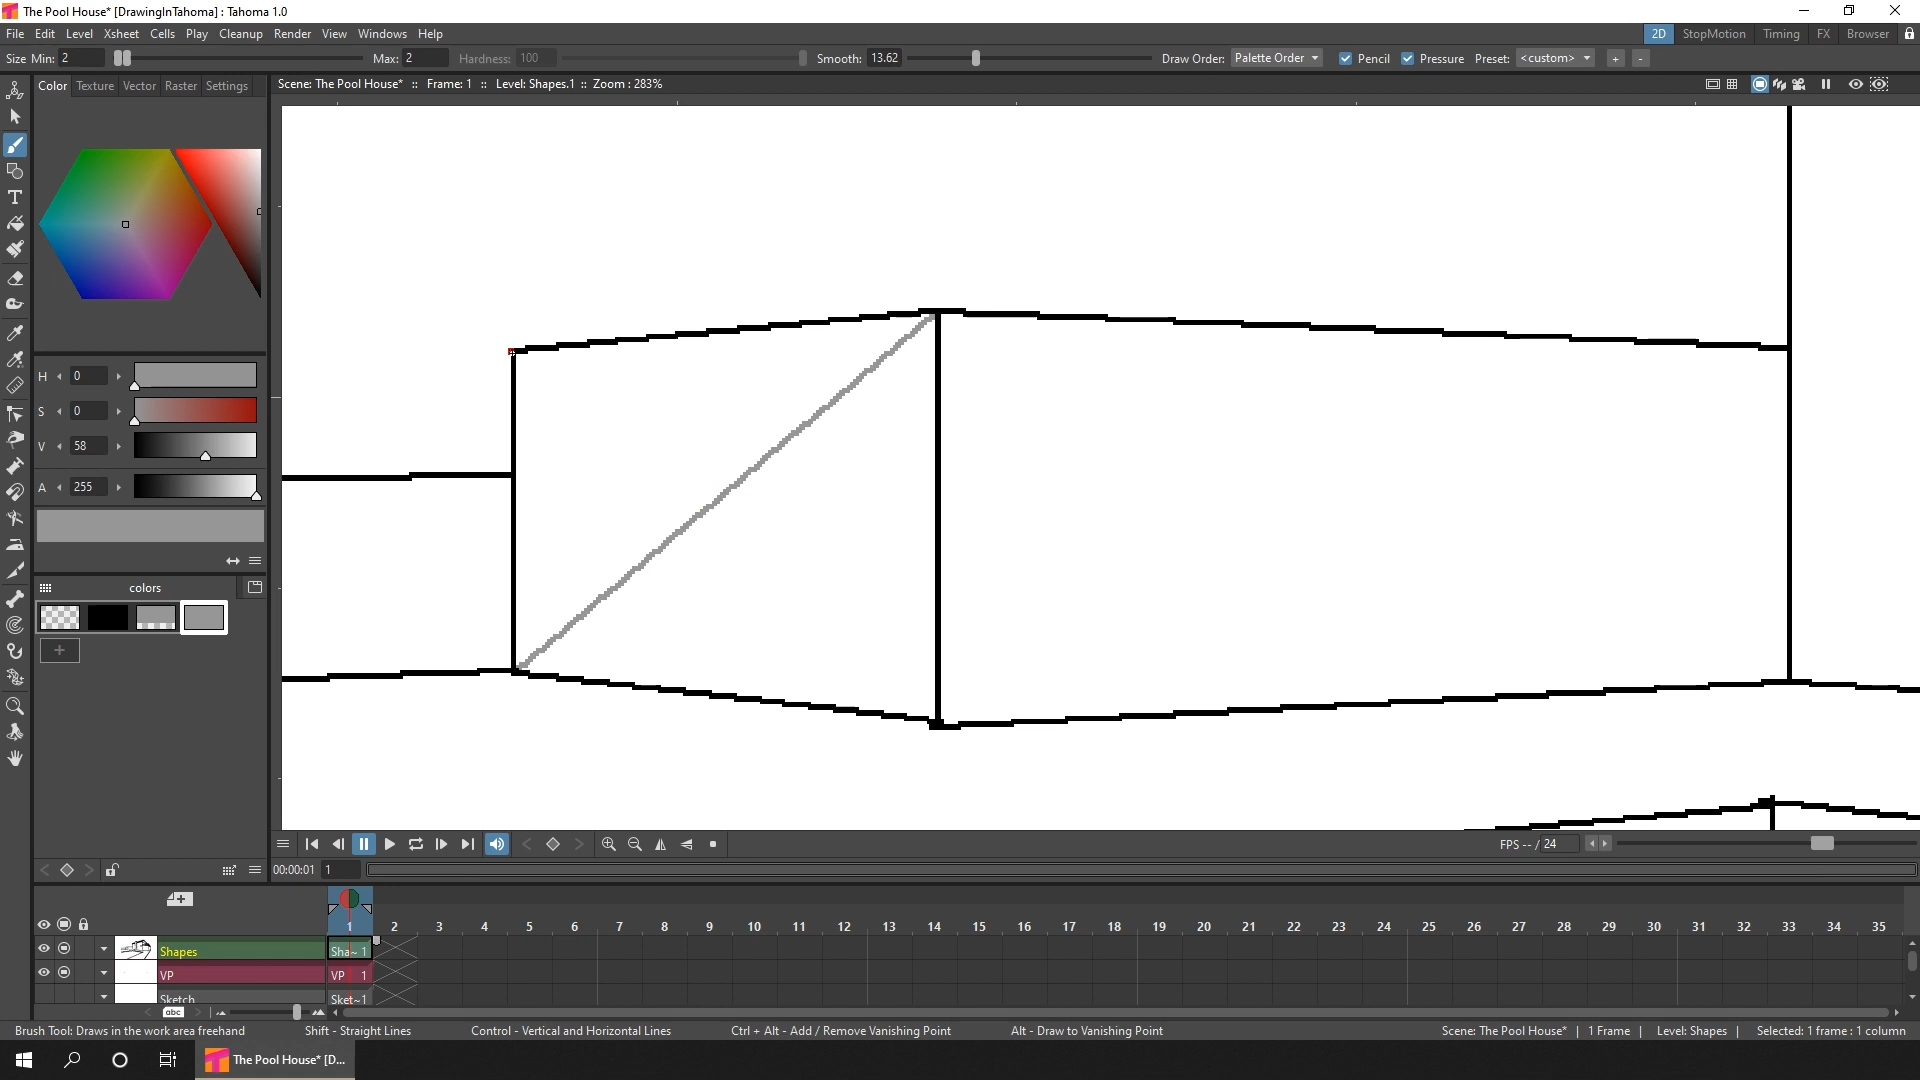 The Pool House* [DrawingInTahoma] : Tahoma 1.0
File Edit Level Xsheet Cells Play Cleanup Render View Windows Help
2D StopMotion Timing FX Browser
Size Min: 2 Max: 2 Hardness: 100 Smooth: 13.62 Draw Order: Palette Order Pencil Pressure Preset: <custom> + -
Color Texture Vector Raster Settings
Scene: The Pool House* :: Frame: 1 :: Level: Shapes.1 :: Zoom : 283%
H 0
S 0
V 58
A 255
colors
+
FPS -- / 24
00:00:01 1
1 2 3 4 5 6 7 8 9 10 11 12 13 14 15 16 17 18 19 20 21 22 23 24 25 26 27 28 29 30 31 32 33 34 35
Shapes Sha~ 1
VP VP 1
Sketch Sket~1
abc
Brush Tool: Draws in the work area freehand Shift - Straight Lines Control - Vertical and Horizontal Lines Ctrl + Alt - Add / Remove Vanishing Point Alt - Draw to Vanishing Point Scene: The Pool House* | 1 Frame | Level: Shapes | Selected: 1 frame : 1 column
The Pool House* [D...